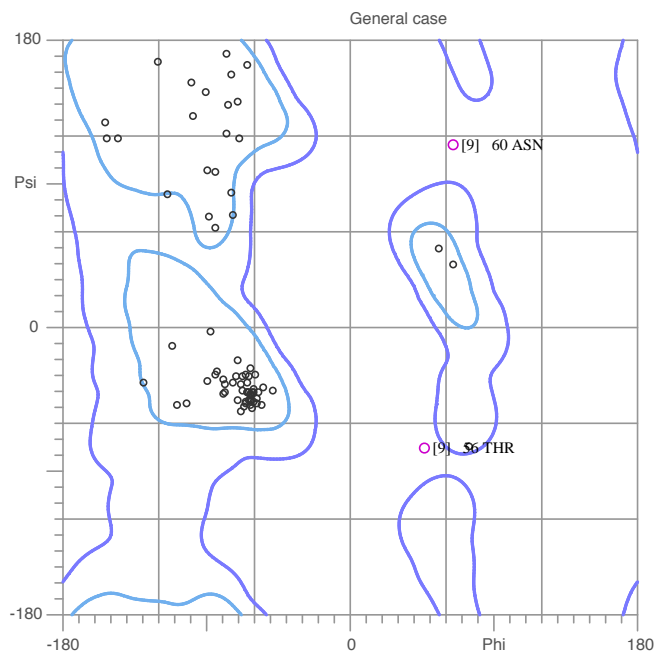 General case
180
[9] 60 ASN
Psi
0
[9] 56 THR
-180
-180 0 Phi 180